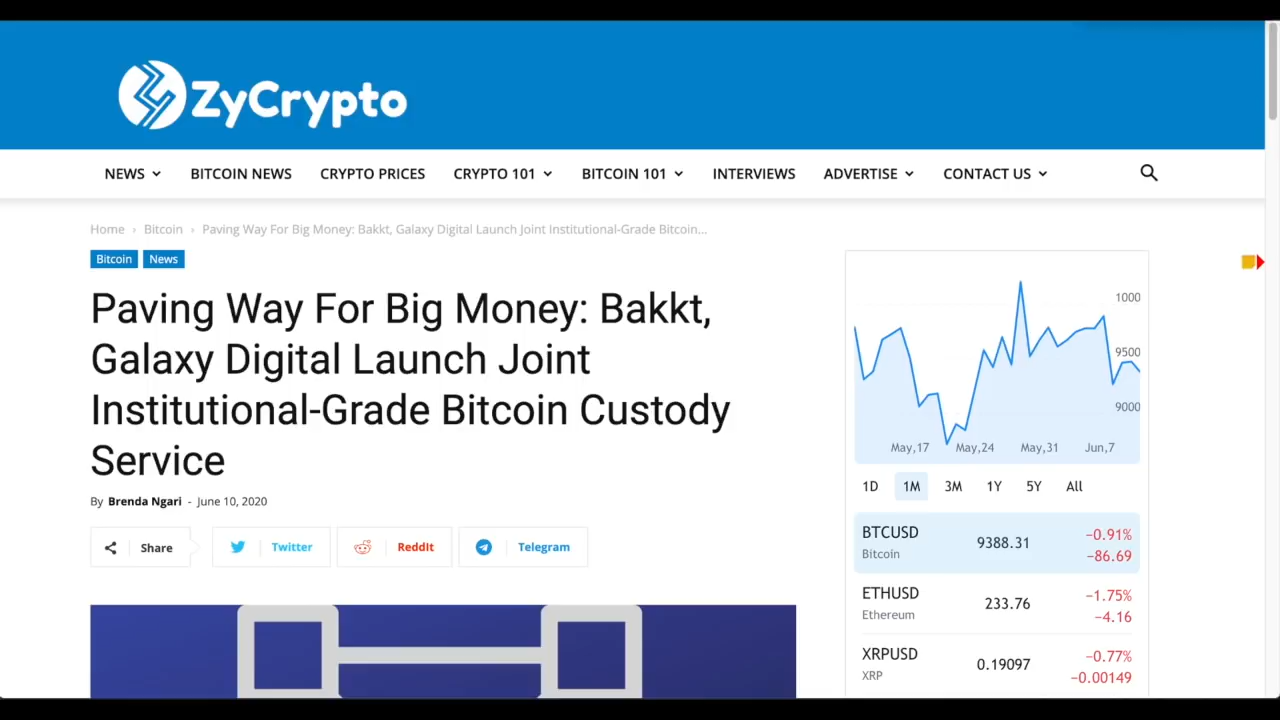 ZyCrypto
NEWS BITCOIN NEWS CRYPTO PRICES CRYPTO 101 BITCOIN 101 INTERVIEWS ADVERTISE CONTACT US
Home › Bitcoin › Paving Way For Big Money: Bakkt, Galaxy Digital Launch Joint Institutional-Grade Bitcoin...
Bitcoin News
Paving Way For Big Money: Bakkt,
Galaxy Digital Launch Joint
Institutional-Grade Bitcoin Custody
Service
By Brenda Ngari - June 10, 2020
Share Twitter ReddIt Telegram
1000
9500
9000
May,17 May,24 May,31 Jun,7
1D 1M 3M 1Y 5Y All
BTCUSD 9388.31 −0.91%
Bitcoin −86.69
ETHUSD 233.76 −1.75%
Ethereum −4.16
XRPUSD 0.19097 −0.77%
XRP −0.00149